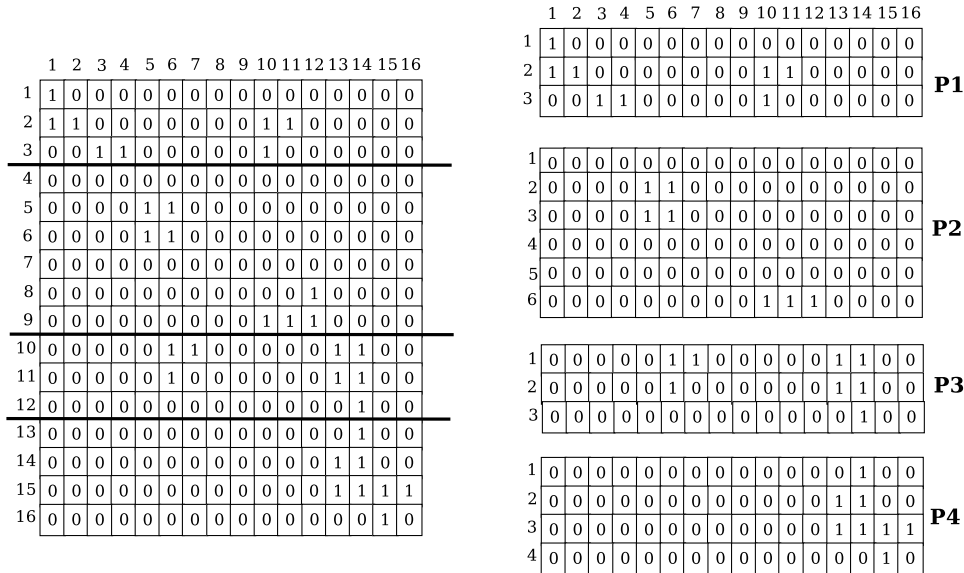 1 2 3 4 5 6 7 8 9 10 11 12 13 14 15 16
1 1 0 0 0 0 0 0 0 0 0 0 0 0 0 0 0
2 1 1 0 0 0 0 0 0 0 1 1 0 0 0 0 0
3 0 0 1 1 0 0 0 0 0 1 0 0 0 0 0 0
4 0 0 0 0 0 0 0 0 0 0 0 0 0 0 0 0
5 0 0 0 0 1 1 0 0 0 0 0 0 0 0 0 0
6 0 0 0 0 1 1 0 0 0 0 0 0 0 0 0 0
7 0 0 0 0 0 0 0 0 0 0 0 0 0 0 0 0
8 0 0 0 0 0 0 0 0 0 0 0 1 0 0 0 0
9 0 0 0 0 0 0 0 0 0 1 1 1 0 0 0 0
10 0 0 0 0 0 1 1 0 0 0 0 0 1 1 0 0
11 0 0 0 0 0 1 0 0 0 0 0 0 1 1 0 0
12 0 0 0 0 0 0 0 0 0 0 0 0 0 1 0 0
13 0 0 0 0 0 0 0 0 0 0 0 0 0 1 0 0
14 0 0 0 0 0 0 0 0 0 0 0 0 1 1 0 0
15 0 0 0 0 0 0 0 0 0 0 0 0 1 1 1 1
16 0 0 0 0 0 0 0 0 0 0 0 0 0 0 1 0
1 2 3 4 5 6 7 8 9 10 11 12 13 14 15 16
1 1 0 0 0 0 0 0 0 0 0 0 0 0 0 0 0
2 1 1 0 0 0 0 0 0 0 1 1 0 0 0 0 0
3 0 0 1 1 0 0 0 0 0 1 0 0 0 0 0 0
P1
1 0 0 0 0 0 0 0 0 0 0 0 0 0 0 0 0
2 0 0 0 0 1 1 0 0 0 0 0 0 0 0 0 0
3 0 0 0 0 1 1 0 0 0 0 0 0 0 0 0 0
4 0 0 0 0 0 0 0 0 0 0 0 0 0 0 0 0
5 0 0 0 0 0 0 0 0 0 0 0 0 0 0 0 0
6 0 0 0 0 0 0 0 0 0 1 1 1 0 0 0 0
P2
1 0 0 0 0 0 1 1 0 0 0 0 0 1 1 0 0
2 0 0 0 0 0 1 0 0 0 0 0 0 1 1 0 0
3 0 0 0 0 0 0 0 0 0 0 0 0 0 1 0 0
P3
1 0 0 0 0 0 0 0 0 0 0 0 0 0 1 0 0
2 0 0 0 0 0 0 0 0 0 0 0 0 1 1 0 0
3 0 0 0 0 0 0 0 0 0 0 0 0 1 1 1 1
4 0 0 0 0 0 0 0 0 0 0 0 0 0 0 1 0
P4